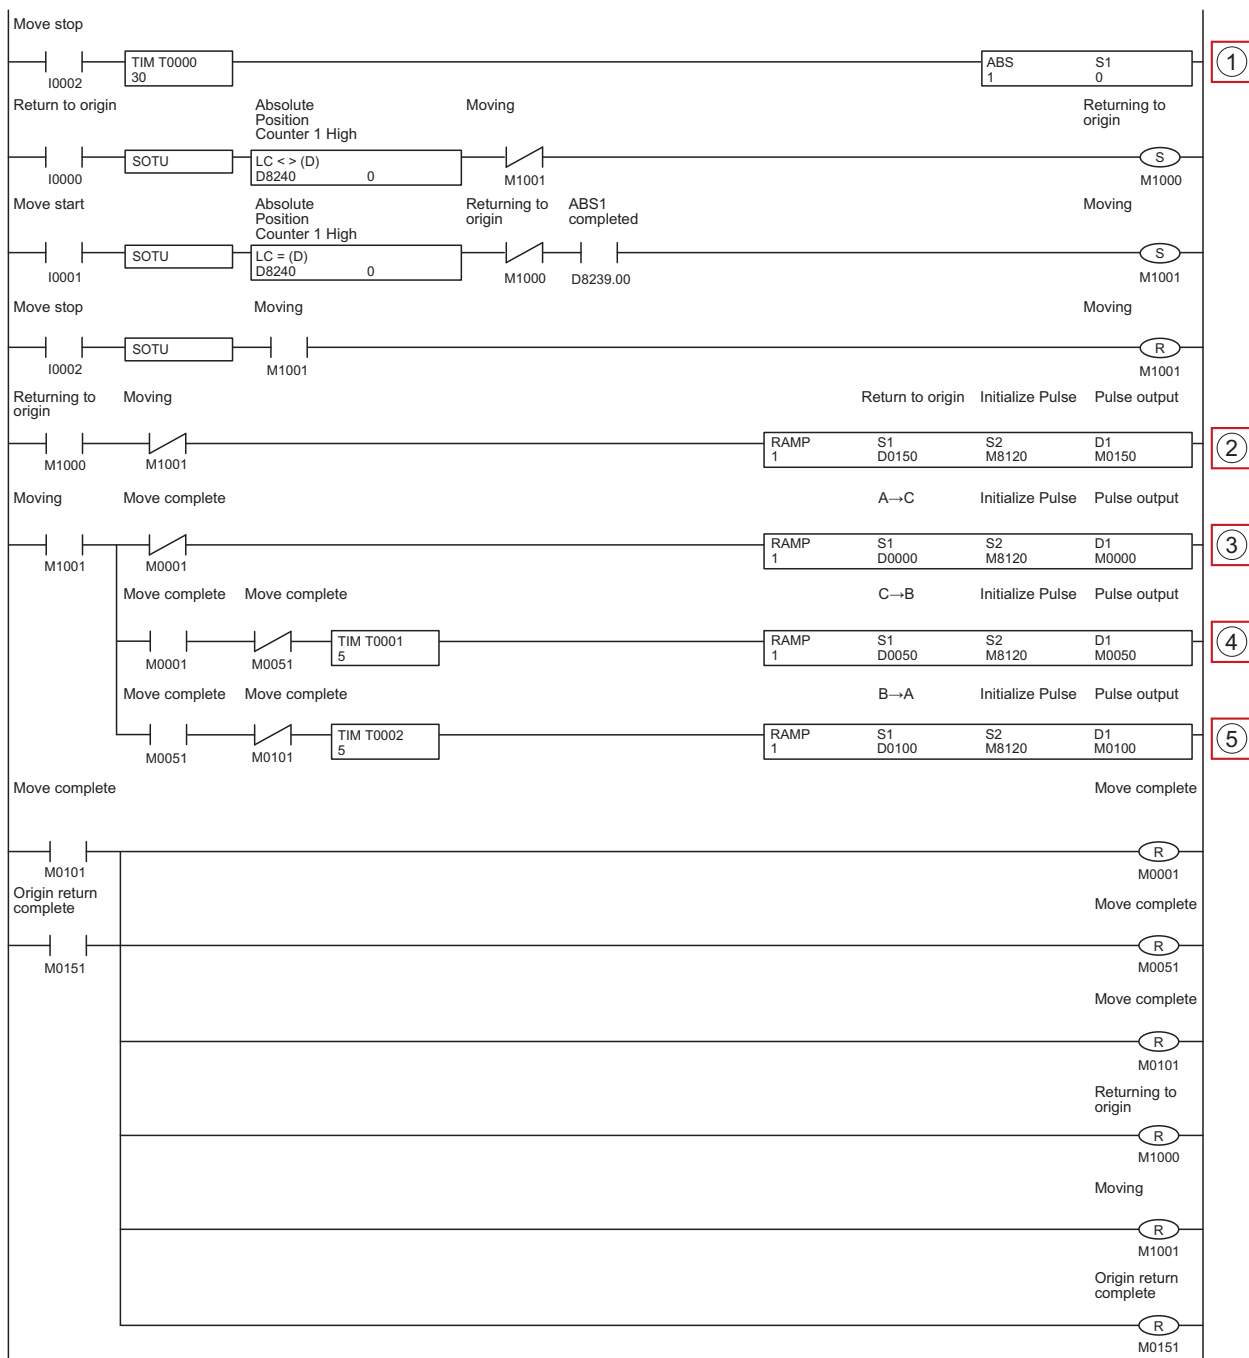 Move stop
TIM T0000
30
ABS S1
1 0
①
I0002
Return to origin
Absolute
Position
Counter 1 High
Moving
Returning to
origin
SOTU
LC < > (D)
D8240 0
S
I0000
M1001
M1000
Move start
Absolute
Position
Counter 1 High
Returning to
origin
ABS1
completed
Moving
SOTU
LC = (D)
D8240 0
S
I0001
M1000
D8239.00
M1001
Move stop
Moving
Moving
SOTU
R
I0002
M1001
M1001
Returning to
origin
Moving
Return to origin
Initialize Pulse
Pulse output
RAMP S1 S2 D1
1 D0150 M8120 M0150
②
M1000
M1001
Moving
Move complete
A→C
Initialize Pulse
Pulse output
RAMP S1 S2 D1
1 D0000 M8120 M0000
③
M1001
M0001
Move complete
Move complete
C→B
Initialize Pulse
Pulse output
TIM T0001
5
RAMP S1 S2 D1
1 D0050 M8120 M0050
④
M0001
M0051
Move complete
Move complete
B→A
Initialize Pulse
Pulse output
TIM T0002
5
RAMP S1 S2 D1
1 D0100 M8120 M0100
⑤
M0051
M0101
Move complete
Move complete
R
M0101
M0001
Origin return
complete
Move complete
R
M0151
M0051
Move complete
R
M0101
Returning to
origin
R
M1000
Moving
R
M1001
Origin return
complete
R
M0151